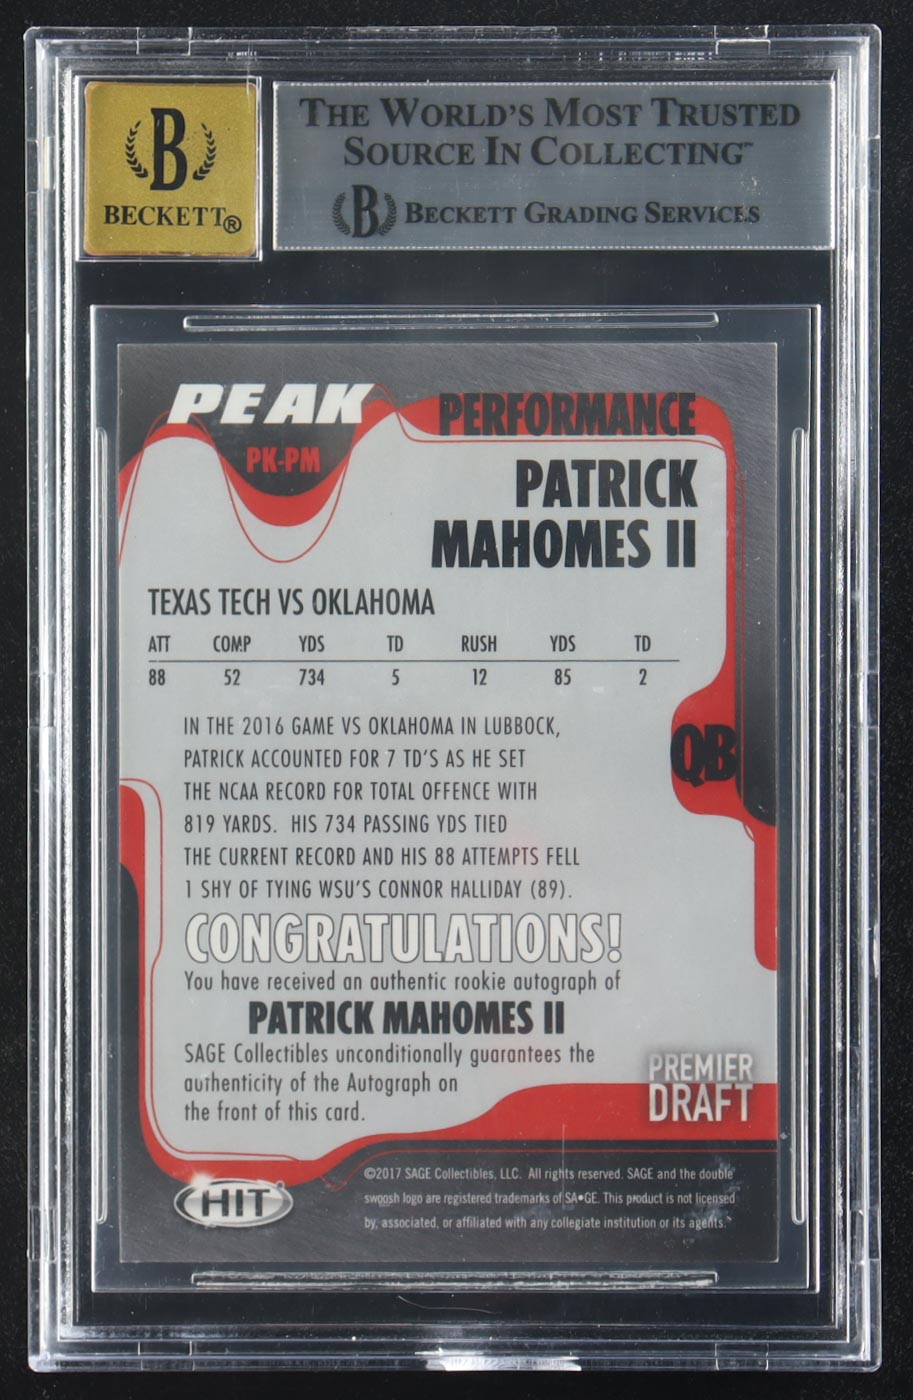 B
BECKETT®
THE WORLD'S MOST TRUSTED
SOURCE IN COLLECTING™
B BECKETT GRADING SERVICES
PEAK PERFORMANCE
PK-PM
PATRICK
MAHOMES II
TEXAS TECH VS OKLAHOMA
ATT COMP YDS TD RUSH YDS TD
88 52 734 5 12 85 2
IN THE 2016 GAME VS OKLAHOMA IN LUBBOCK,
PATRICK ACCOUNTED FOR 7 TD'S AS HE SET
THE NCAA RECORD FOR TOTAL OFFENCE WITH
819 YARDS. HIS 734 PASSING YDS TIED
THE CURRENT RECORD AND HIS 88 ATTEMPTS FELL
1 SHY OF TYING WSU'S CONNOR HALLIDAY (89).
QB
CONGRATULATIONS!
You have received an authentic rookie autograph of
PATRICK MAHOMES II
SAGE Collectibles unconditionally guarantees the
authenticity of the Autograph on
the front of this card.
PREMIER
DRAFT
HIT
©2017 SAGE Collectibles, LLC. All rights reserved. SAGE and the double
swoosh logo are registered trademarks of SA•GE. This product is not licensed
by, associated, or affiliated with any collegiate institution or its agents.